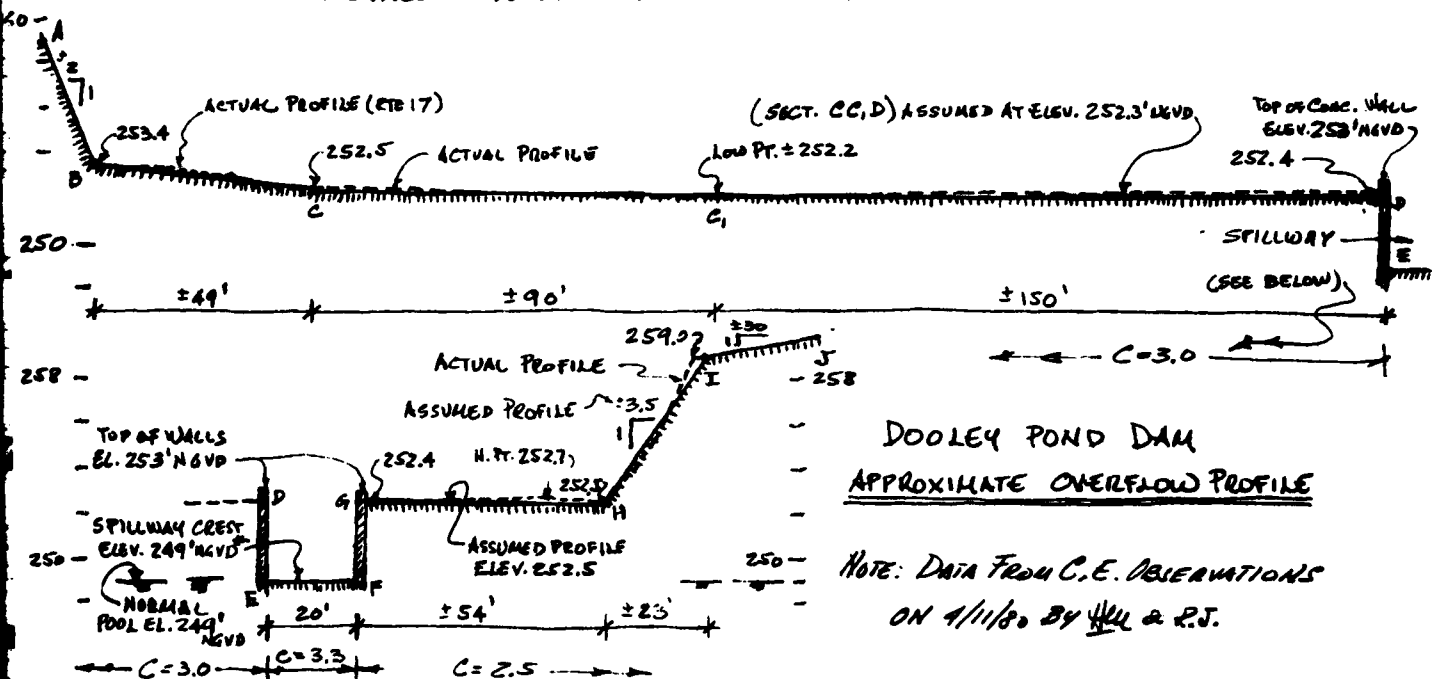 A
2
1
ACTUAL PROFILE (RTE 17)
(SECT. CC₁D) ASSUMED AT ELEV. 252.3' NGVD
TOP OF CONC. WALL
ELEV. 253' NGVD
253.4
B
252.5
ACTUAL PROFILE
LOW PT. ±252.2
252.4
C
C₁
D
250
SPILLWAY
E
(SEE BELOW)
±49'
±90'
±150'
C=3.0
259.0
±30
1
J
ACTUAL PROFILE
I
258
258
ASSUMED PROFILE
±3.5
1
DOOLEY POND DAM
APPROXIMATE OVERFLOW PROFILE
TOP OF WALLS
EL. 253' NGVD
252.4
H. PT. 252.7
252.5
D
G
H
SPILLWAY CREST
ELEV. 249' NGVD
ASSUMED PROFILE
ELEV. 252.5
250
250
E
F
NORMAL
POOL EL. 249'
NGVD
20'
±54'
±23'
C=3.0
C=3.3
C=2.5
NOTE: DATA FROM C.E. OBSERVATIONS
ON 4/11/80 BY & R.J.